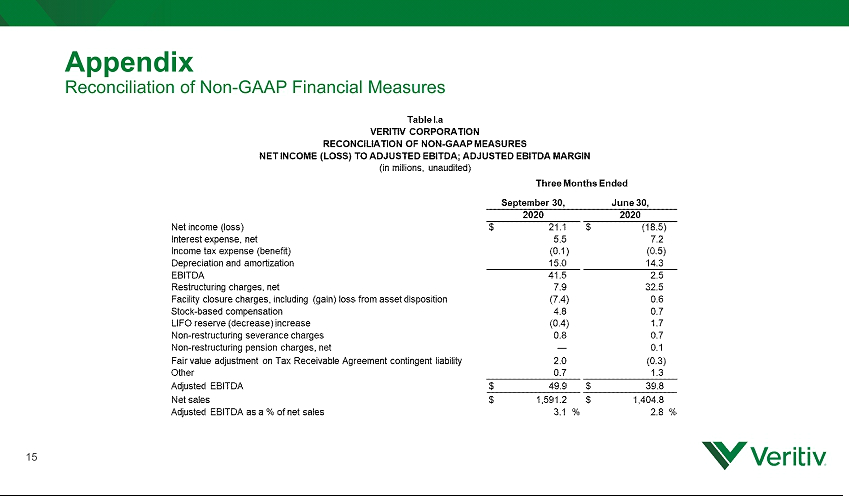 Appendix
Reconciliation of Non-GAAP Financial Measures
Table I.a
VERITIV CORPORATION
RECONCILIATION OF NON-GAAP MEASURES
NET INCOME (LOSS) TO ADJUSTED EBITDA; ADJUSTED EBITDA MARGIN
(in millions, unaudited)
Three Months Ended
September 30, June 30,
2020 2020
Net income (loss) $ 21.1 $ (18.5)
Interest expense, net 5.5 7.2
Income tax expense (benefit) (0.1) (0.5)
Depreciation and amortization 15.0 14.3
EBITDA 41.5 2.5
Restructuring charges, net 7.9 32.5
Facility closure charges, including (gain) loss from asset disposition (7.4) 0.6
Stock-based compensation 4.8 0.7
LIFO reserve (decrease) increase (0.4) 1.7
Non-restructuring severance charges 0.8 0.7
Non-restructuring pension charges, net — 0.1
Fair value adjustment on Tax Receivable Agreement contingent liability 2.0 (0.3)
Other 0.7 1.3
Adjusted EBITDA $ 49.9 $ 39.8
Net sales $ 1,591.2 $ 1,404.8
Adjusted EBITDA as a % of net sales 3.1 % 2.8 %
15
Veritiv